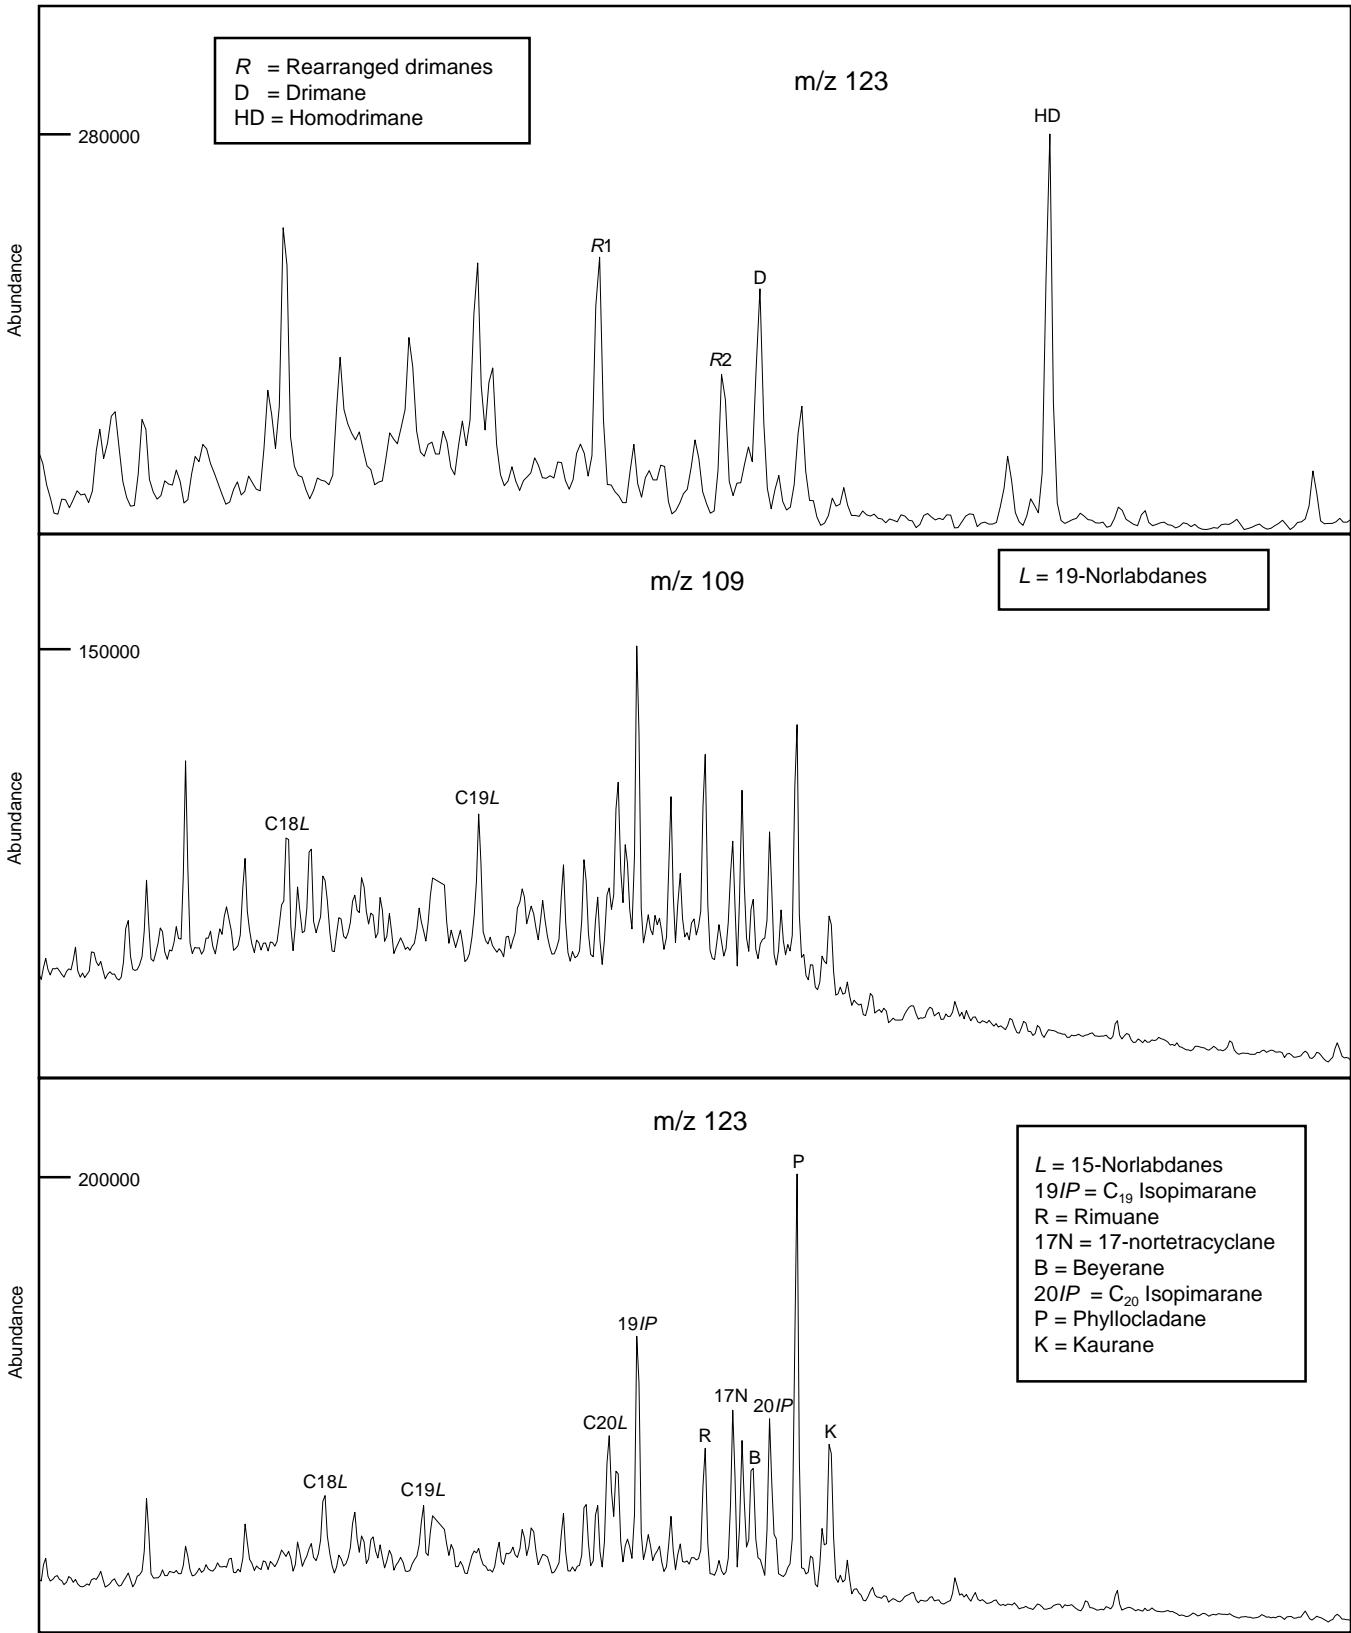 R = Rearranged drimanes
D = Drimane
HD = Homodrimane
m/z 123
280000
HD
R1
D
R2
Abundance
m/z 109
L = 19-Norlabdanes
150000
C19L
C18L
Abundance
m/z 123
L = 15-Norlabdanes
19IP = C19 Isopimarane
R = Rimuane
17N = 17-nortetracyclane
B = Beyerane
20IP = C20 Isopimarane
P = Phyllocladane
K = Kaurane
200000
P
19IP
17N
20IP
C20L
R
K
B
C18L
C19L
Abundance